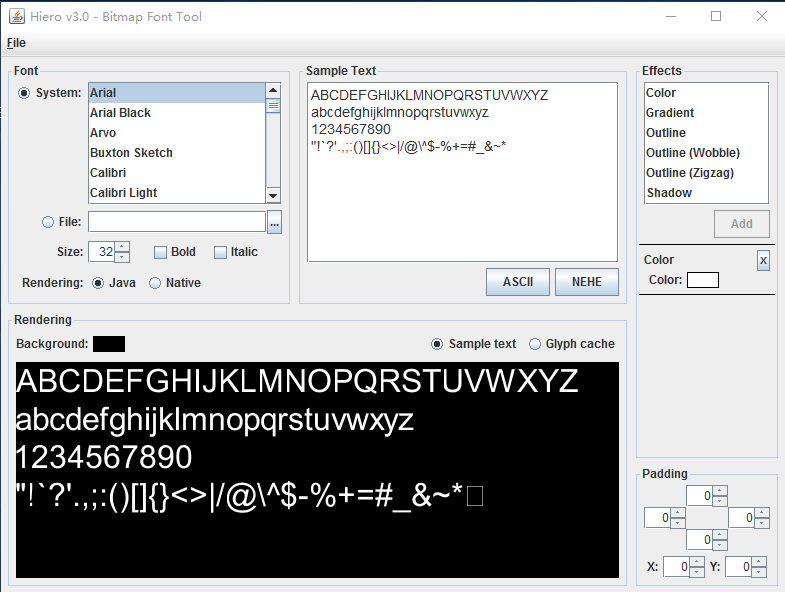 Hiero v3.0 - Bitmap Font Tool
File
Font
System:
Arial
Arial Black
Arvo
Buxton Sketch
Calibri
Calibri Light
File:
...
Size: 32 Bold Italic
Rendering: Java Native
Sample Text
ABCDEFGHIJKLMNOPQRSTUVWXYZ
abcdefghijklmnopqrstuvwxyz
1234567890
"!`?'.,;:()[]{}<>|/@\^$-%+=#_&~*
ASCII NEHE
Effects
Color
Gradient
Outline
Outline (Wobble)
Outline (Zigzag)
Shadow
Add
Color X
Color:
Rendering
Background: Sample text Glyph cache
ABCDEFGHIJKLMNOPQRSTUVWXYZ
abcdefghijklmnopqrstuvwxyz
1234567890
"!`?'.,;:()[]{}<>|/@\^$-%+=#_&~*
Padding
0
0 0
0
X: 0 Y: 0